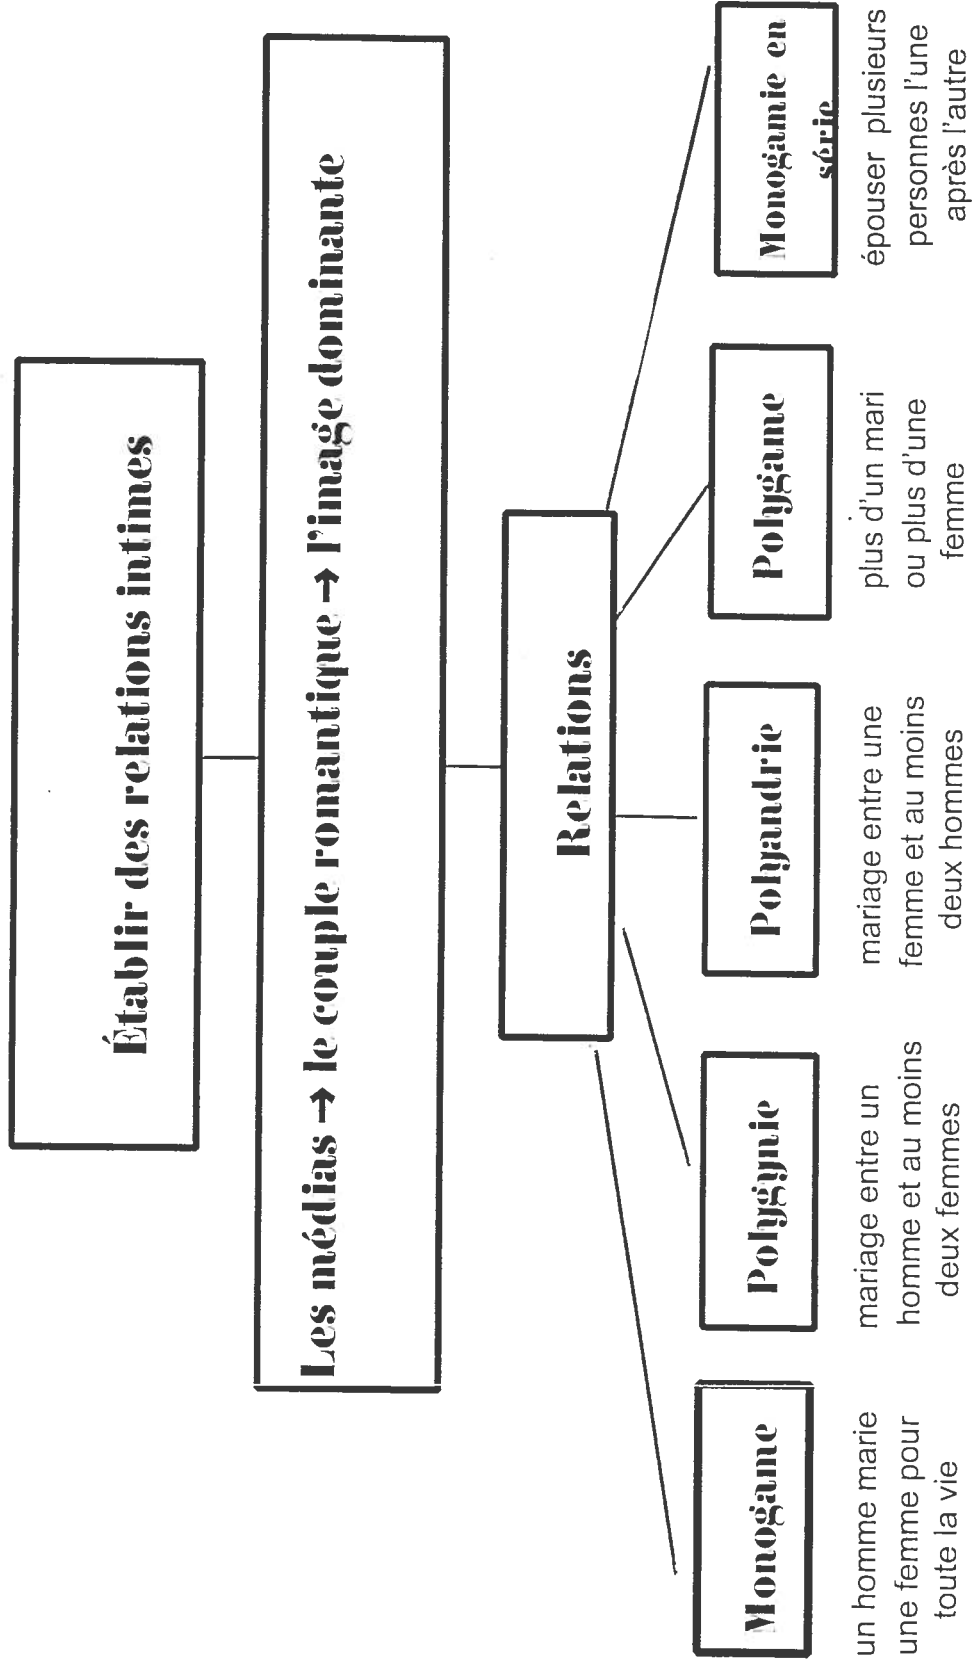 Établir des relations intimes
Les médias → le couple romantique → l'image dominante
Relations
Monogame
un homme marie
une femme pour
toute la vie
Polygynie
mariage entre un
homme et au moins
deux femmes
Polyandrie
mariage entre une
femme et au moins
deux hommes
Polygame
plus d'un mari
ou plus d'une
femme
Monogamie en
série
épouser plusieurs
personnes l'une
après l'autre